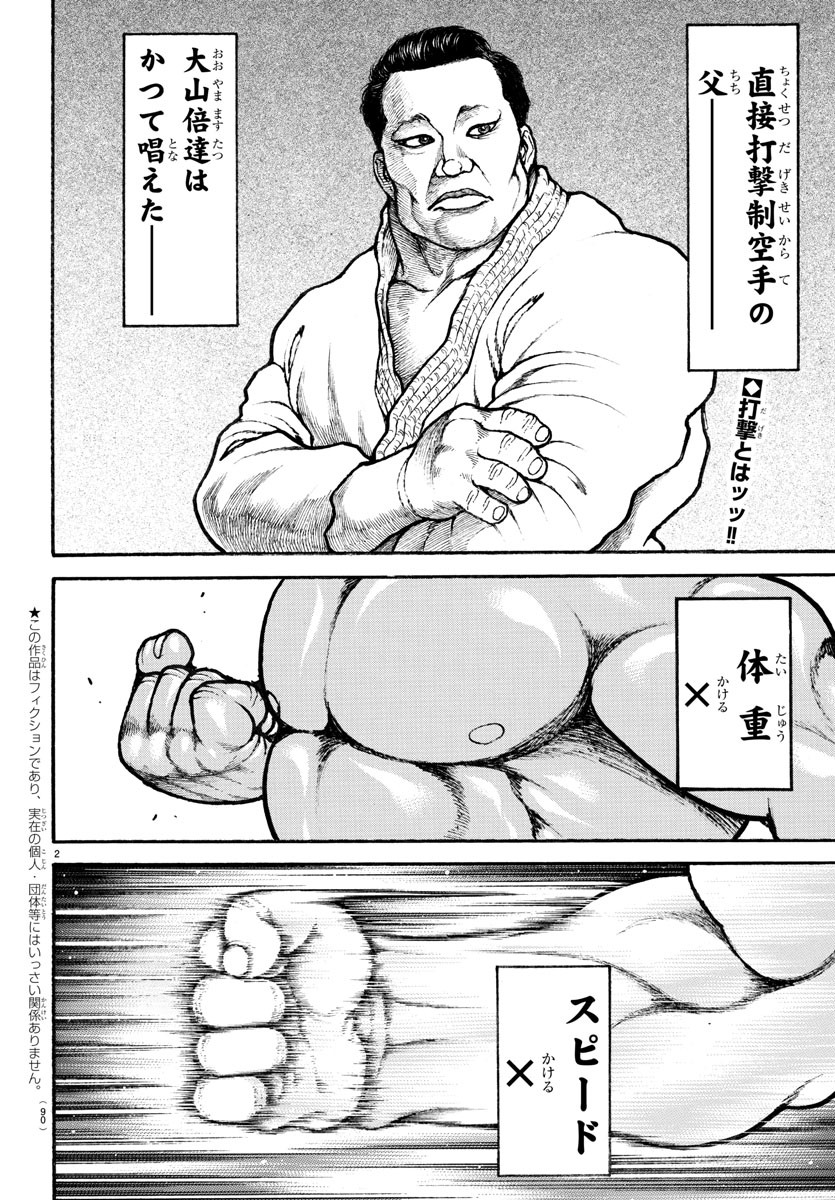 直接打撃制空手の
父――
◆打撃とはッッ!!
大山倍達は
かつて唱えた――
体重
×
スピード
×
★この作品はフィクションであり、実在の個人・団体等にはいっさい関係ありません。
2
(90)